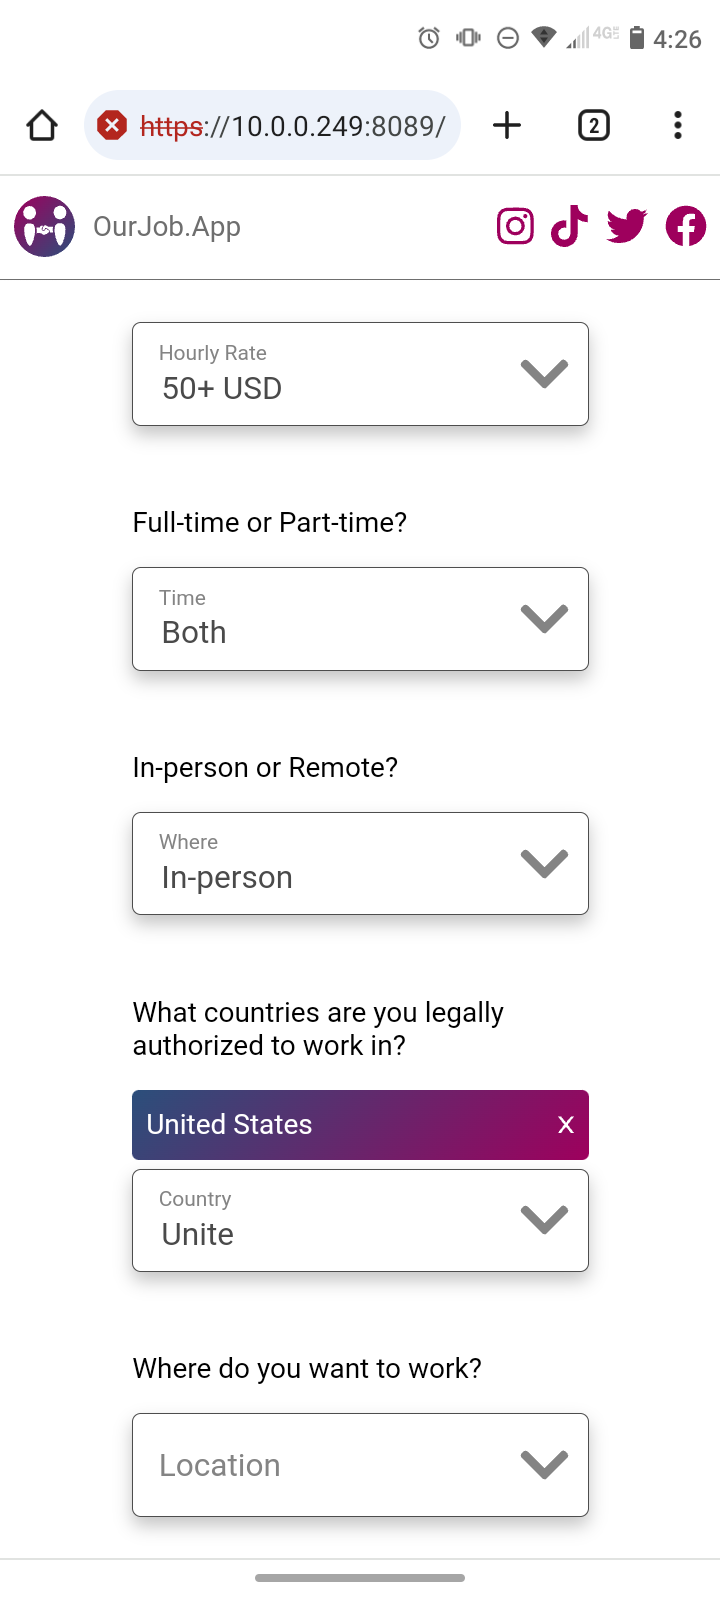 4G
4:26
https://10.0.0.249:8089/
2
OurJob.App
Hourly Rate
50+ USD
Full-time or Part-time?
Time
Both
In-person or Remote?
Where
In-person
What countries are you legally
authorized to work in?
United States X
Country
Unite
Where do you want to work?
Location